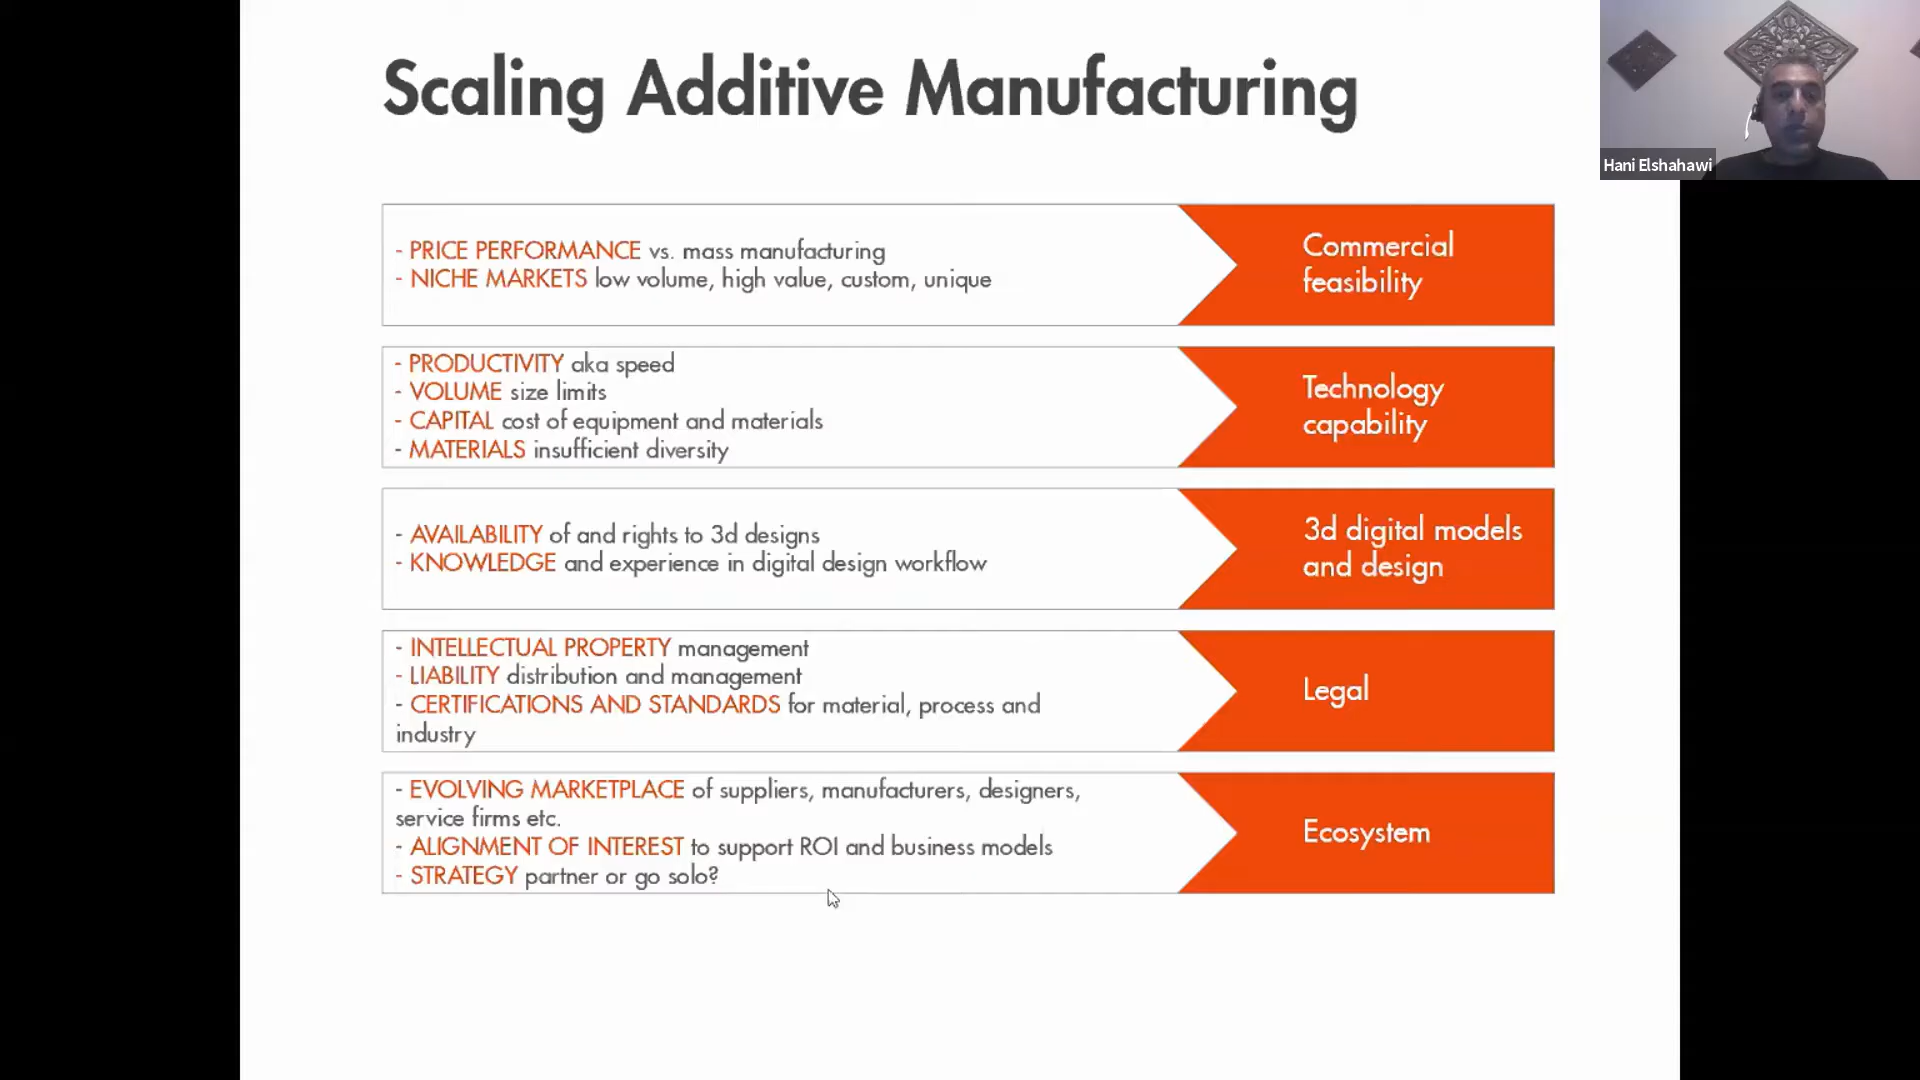 Scaling Additive Manufacturing
Hani Elshahawi
- PRICE PERFORMANCE vs. mass manufacturing
- NICHE MARKETS low volume, high value, custom, unique
Commercial
feasibility
- PRODUCTIVITY aka speed
- VOLUME size limits
- CAPITAL cost of equipment and materials
- MATERIALS insufficient diversity
Technology
capability
- AVAILABILITY of and rights to 3d designs
- KNOWLEDGE and experience in digital design workflow
3d digital models
and design
- INTELLECTUAL PROPERTY management
- LIABILITY distribution and management
- CERTIFICATIONS AND STANDARDS for material, process and
industry
Legal
- EVOLVING MARKETPLACE of suppliers, manufacturers, designers,
service firms etc.
- ALIGNMENT OF INTEREST to support ROI and business models
- STRATEGY partner or go solo?
Ecosystem